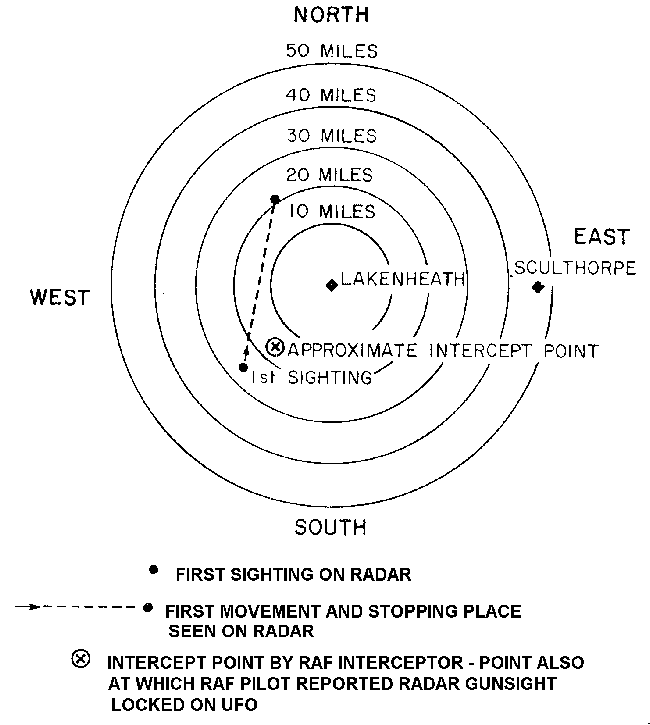 NORTH
50 MILES
40 MILES
30 MILES
20 MILES
10 MILES
EAST
SCULTHORPE
LAKENHEATH
WEST
APPROXIMATE INTERCEPT POINT
1st SIGHTING
SOUTH
FIRST SIGHTING ON RADAR
FIRST MOVEMENT AND STOPPING PLACE
SEEN ON RADAR
INTERCEPT POINT BY RAF INTERCEPTOR - POINT ALSO
AT WHICH RAF PILOT REPORTED RADAR GUNSIGHT
LOCKED ON UFO